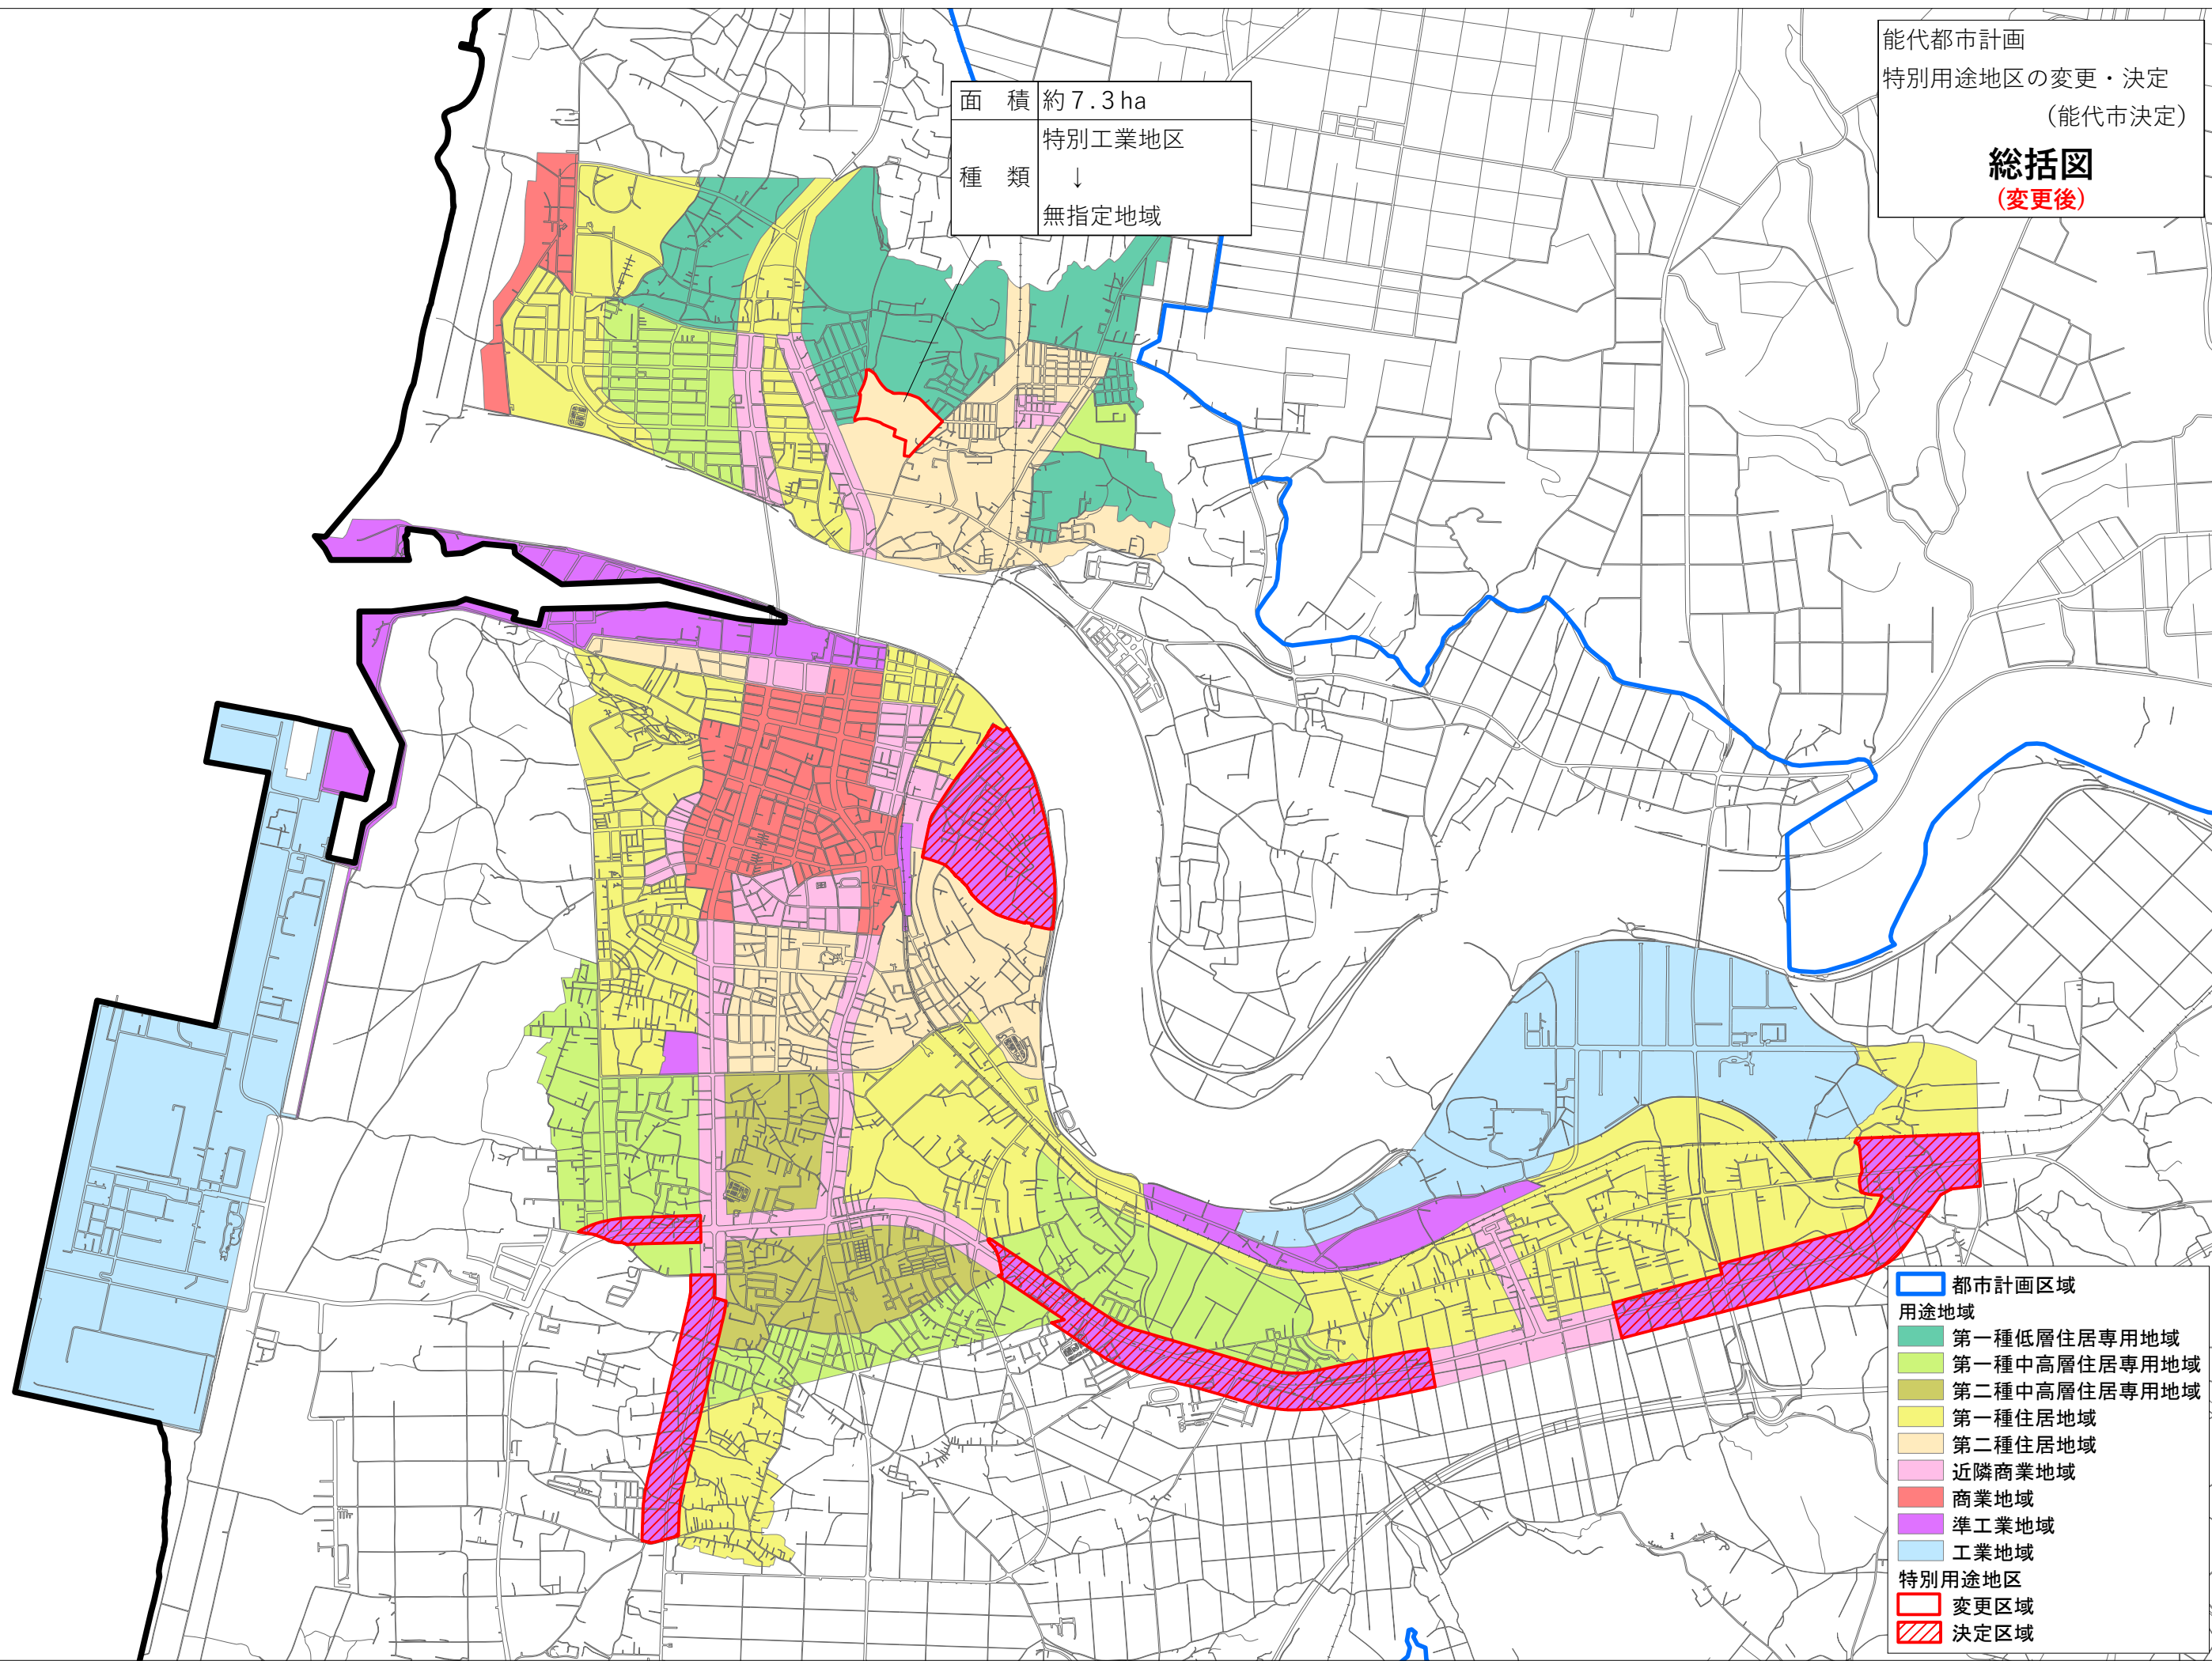 能代都市計画
特別用途地区の変更・決定
（能代市決定）
総括図
(変更後)
面　積 約７.３ha
種　類 特別工業地区
↓
無指定地域
都市計画区域
用途地域
第一種低層住居専用地域
第一種中高層住居専用地域
第二種中高層住居専用地域
第一種住居地域
第二種住居地域
近隣商業地域
商業地域
準工業地域
工業地域
特別用途地区
変更区域
決定区域